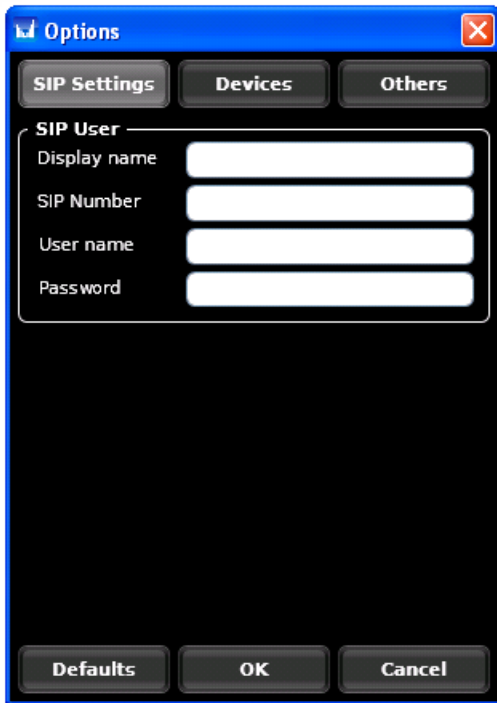 Options
SIP Settings Devices Others
SIP User
Display name
SIP Number
User name
Password
Defaults OK Cancel